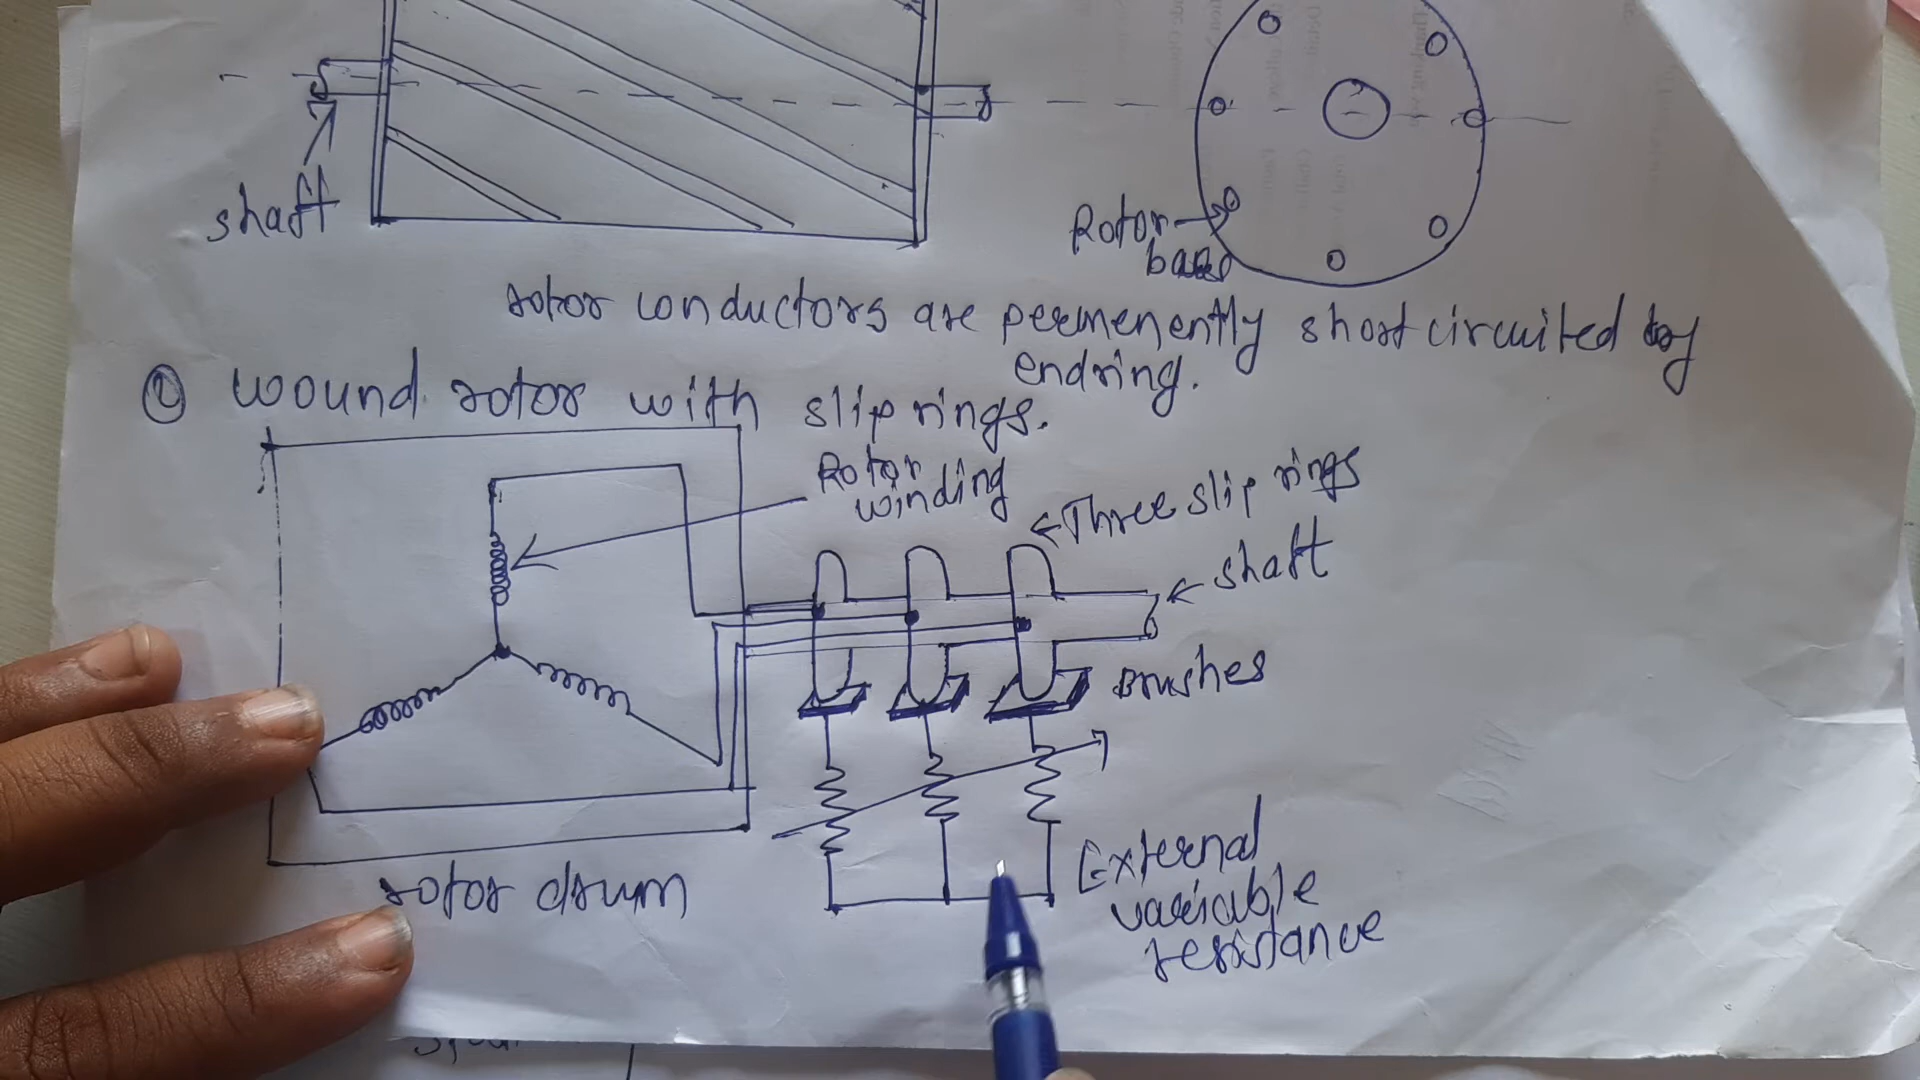 shaft
Rotor
bars
rotor conductors are permenently short circuited by
endring.
② wound rotor with slip rings.
Rotor
winding
Three slip rings
shaft
Brushes
External
variable
resistance
rotor drum